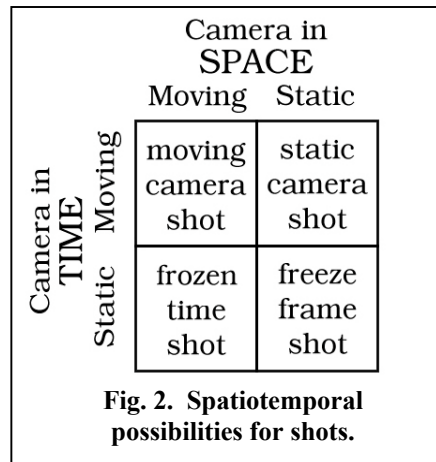 Camera in
SPACE
Moving Static
Camera in
TIME
Moving
moving
camera
shot
static
camera
shot
Static
frozen
time
shot
freeze
frame
shot
Fig. 2. Spatiotemporal
possibilities for shots.